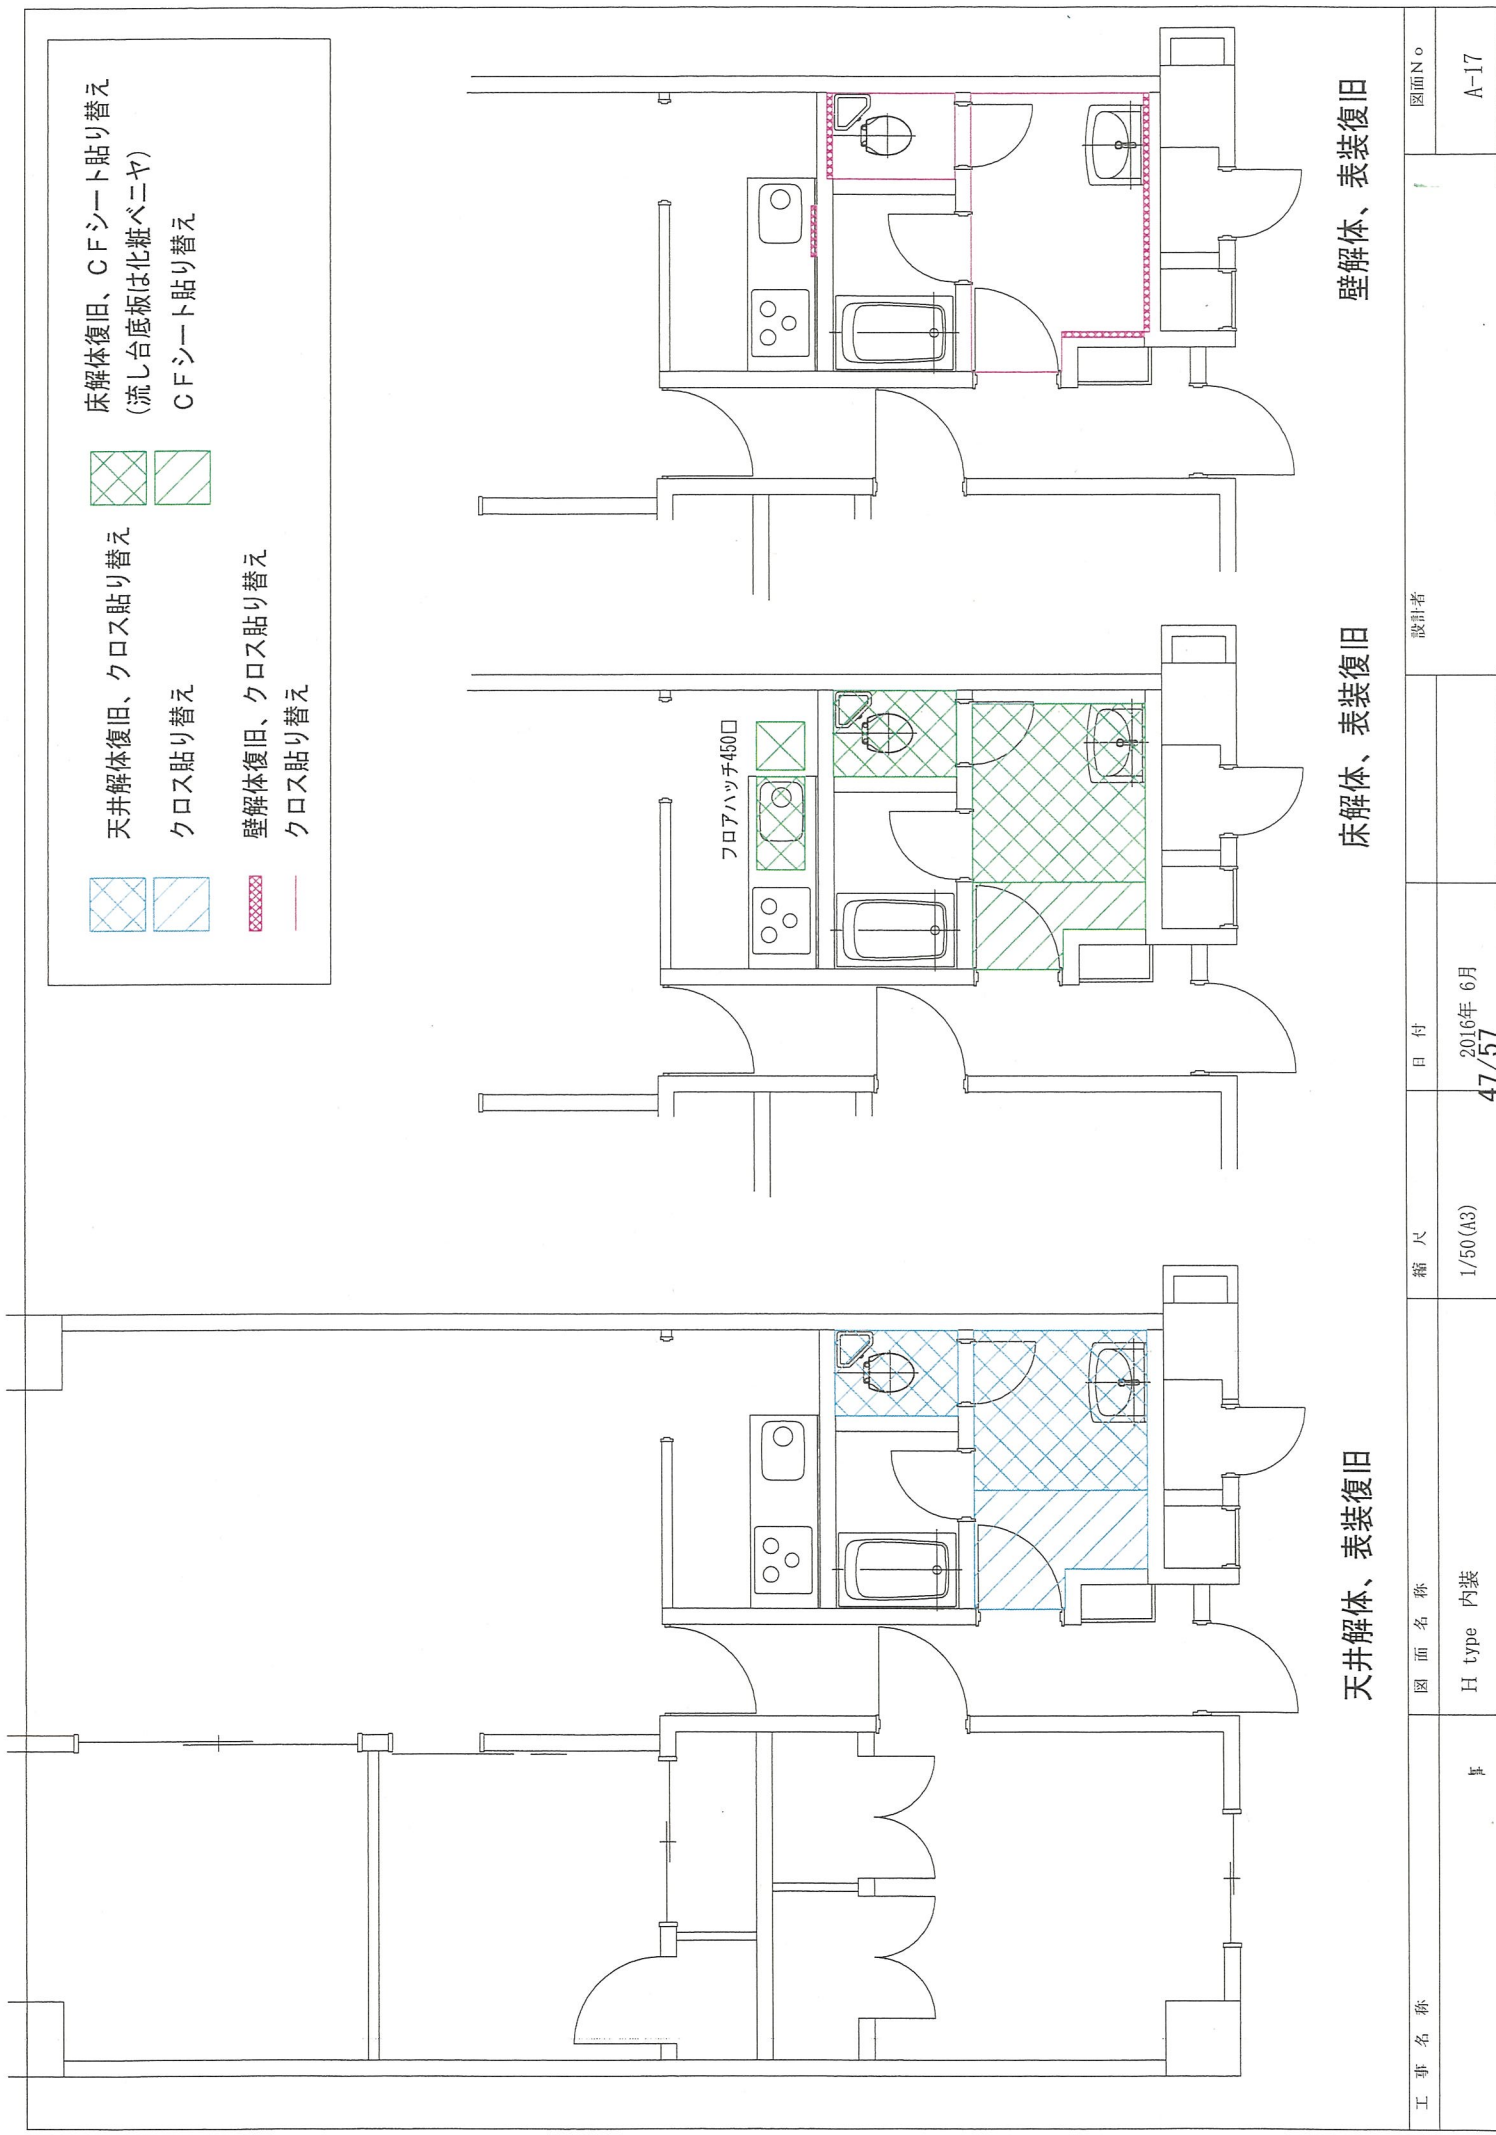 天井解体復旧、クロス貼り替え
クロス貼り替え
壁解体復旧、クロス貼り替え
クロス貼り替え
床解体復旧、ＣＦシート貼り替え
(流し台底板は化粧ベニヤ)
ＣＦシート貼り替え
フロアハッチ450口
天井解体、表装復旧
床解体、表装復旧
壁解体、表装復旧
工事名称
図面名称
縮尺
日付
設計者
図面Ｎｏ
H type 内装
1/50(A3)
2016年 6月
A-17
47/57